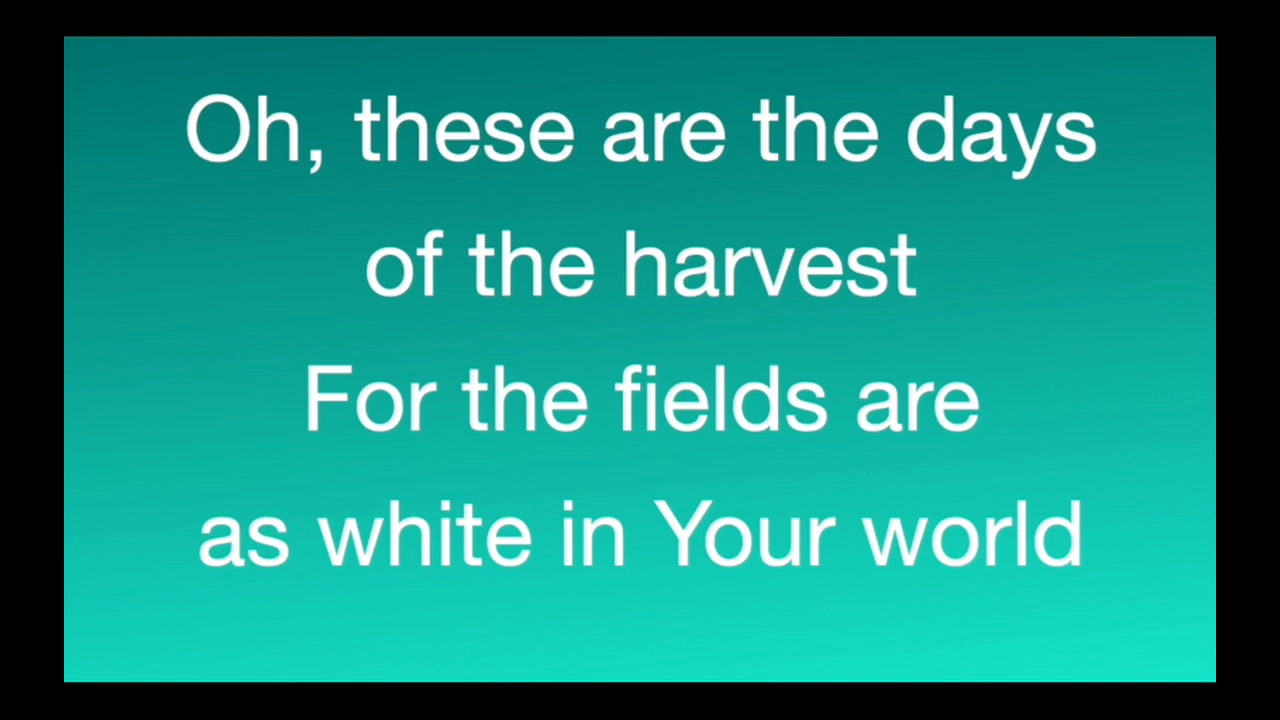 Oh, these are the days
of the harvest
For the fields are
as white in Your world